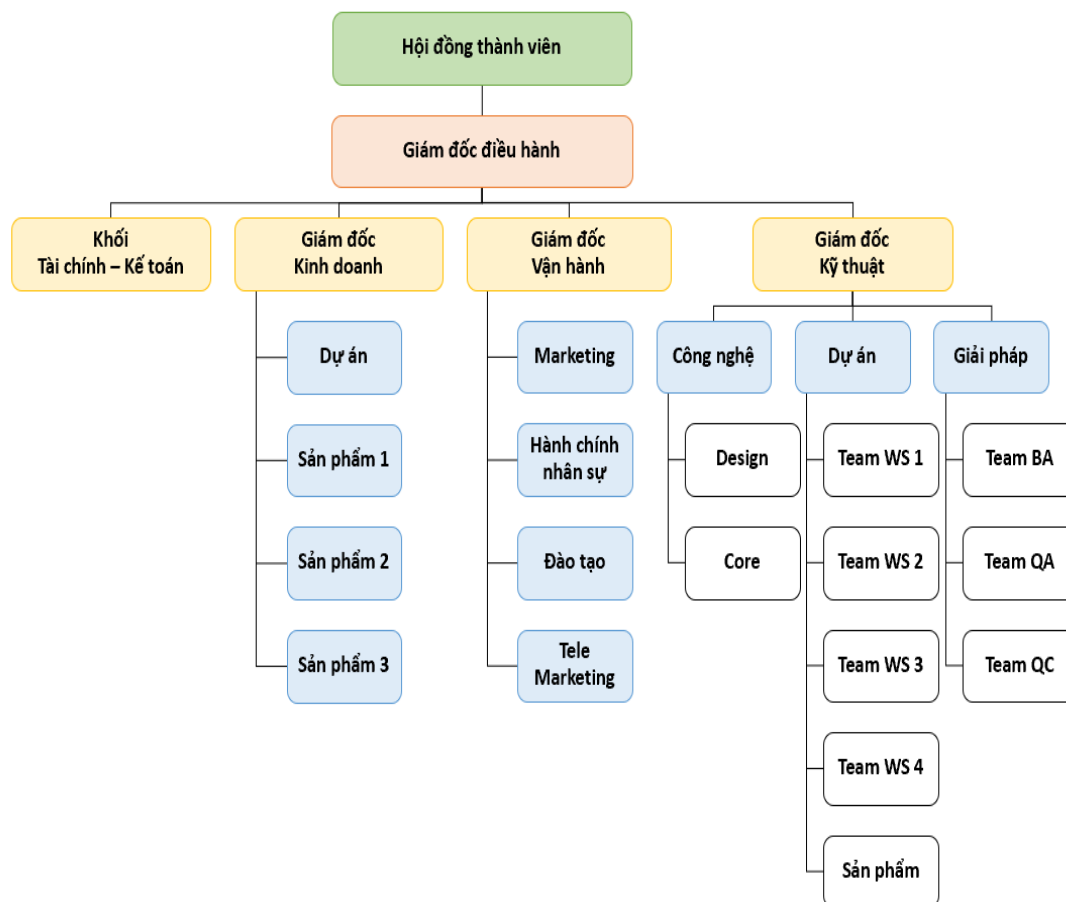 Hội đồng thành viên
Giám đốc điều hành
Khối
Tài chính – Kế toán
Giám đốc
Kinh doanh
Giám đốc
Vận hành
Giám đốc
Kỹ thuật
Dự án
Sản phẩm 1
Sản phẩm 2
Sản phẩm 3
Marketing
Hành chính
nhân sự
Đào tạo
Tele
Marketing
Công nghệ
Design
Core
Dự án
Team WS 1
Team WS 2
Team WS 3
Team WS 4
Sản phẩm
Giải pháp
Team BA
Team QA
Team QC